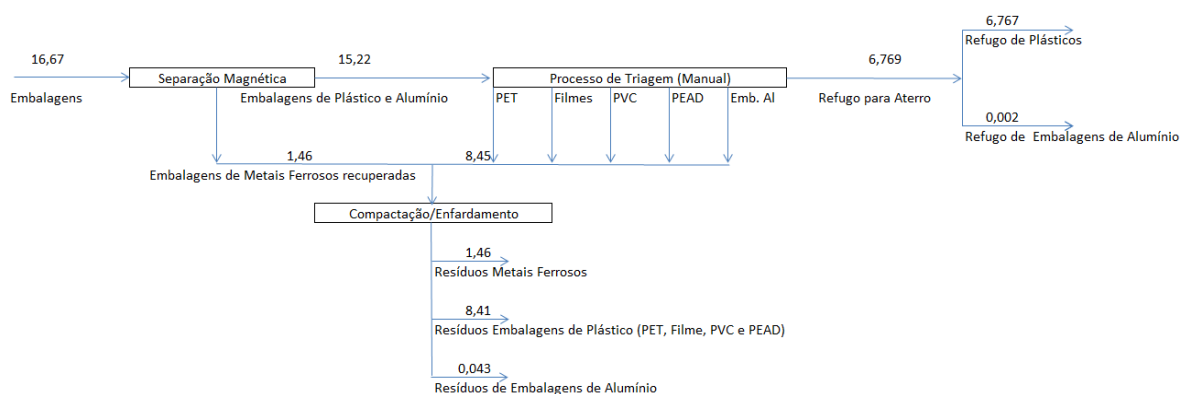 6,767
Refugo de Plásticos
16,67
15,22
6,769
Separação Magnética
Processo de Triagem (Manual)
Embalagens
Embalagens de Plástico e Alumínio
PET
Filmes
PVC
PEAD
Emb. Al
Refugo para Aterro
0,002
Refugo de Embalagens de Alumínio
1,46
8,45
Embalagens de Metais Ferrosos recuperadas
Compactação/Enfardamento
1,46
Resíduos Metais Ferrosos
8,41
Resíduos Embalagens de Plástico (PET, Filme, PVC e PEAD)
0,043
Resíduos de Embalagens de Alumínio